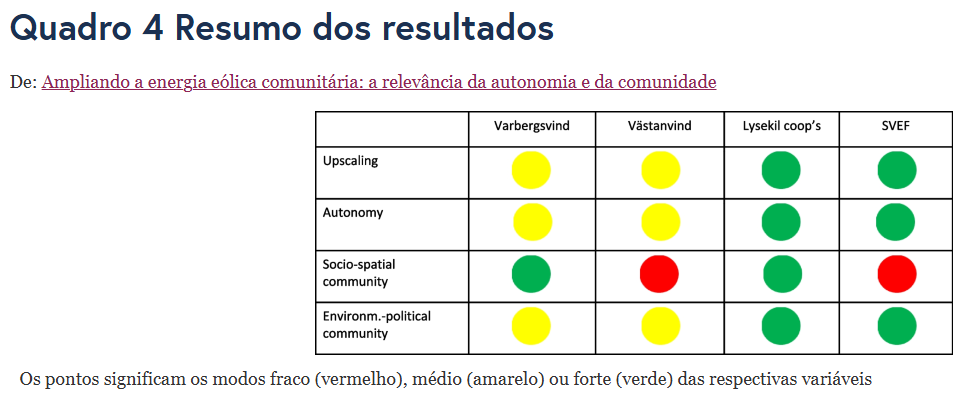 Quadro 4 Resumo dos resultados
De: Ampliando a energia eólica comunitária: a relevância da autonomia e da comunidade
Varbergsvind Västanvind Lysekil coop's SVEF
Upscaling
Autonomy
Socio-spatial
community
Environm.-political
community
Os pontos significam os modos fraco (vermelho), médio (amarelo) ou forte (verde) das respectivas variáveis